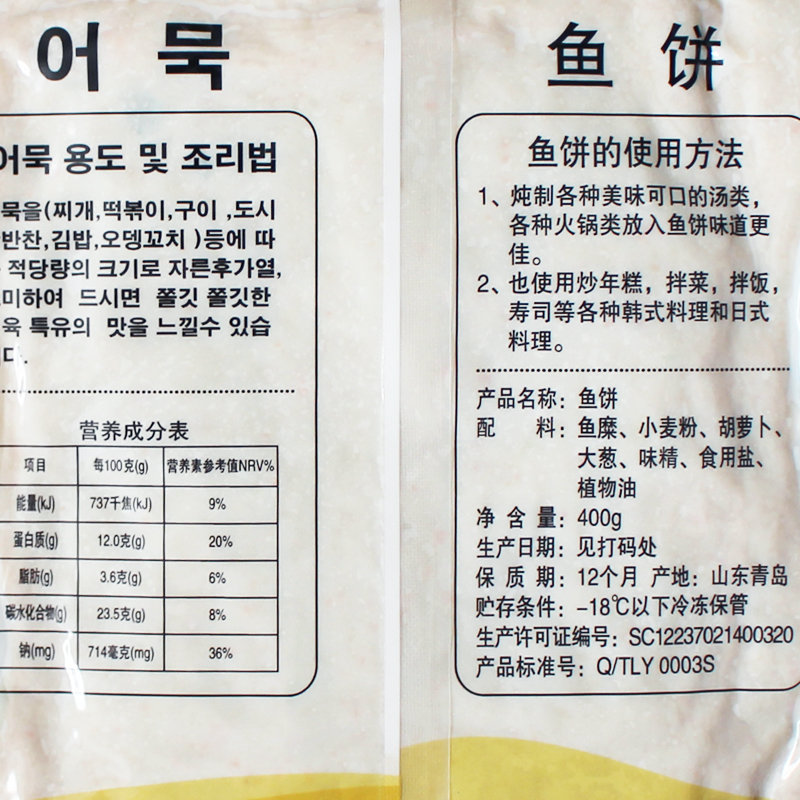 어묵
어묵 용도 및 조리법
묵을(찌개,떡볶이,구이 ,도시
반찬,김밥,오뎅꼬치 )등에 따
적당량의 크기로 자른후가열,
미하여 드시면 쫄깃 쫄깃한
육 특유의 맛을 느낄수 있습
다.
营养成分表
项目 每100克(g) 营养素参考值NRV%
能量(kJ) 737千焦(kJ) 9%
蛋白质(g) 12.0克(g) 20%
脂肪(g) 3.6克(g) 6%
碳水化合物(g) 23.5克(g) 8%
钠(mg) 714毫克(mg) 36%
鱼饼
鱼饼的使用方法
1、炖制各种美味可口的汤类，
各种火锅类放入鱼饼味道更
佳。
2、也使用炒年糕，拌菜，拌饭，
寿司等各种韩式料理和日式
料理。
产品名称：鱼饼
配 料：鱼糜、小麦粉、胡萝卜、
大葱、味精、食用盐、
植物油
净 含 量：400g
生产日期：见打码处
保 质 期：12个月 产地：山东青岛
贮存条件：-18℃以下冷冻保管
生产许可证编号：SC12237021400320
产品标准号：Q/TLY 0003S